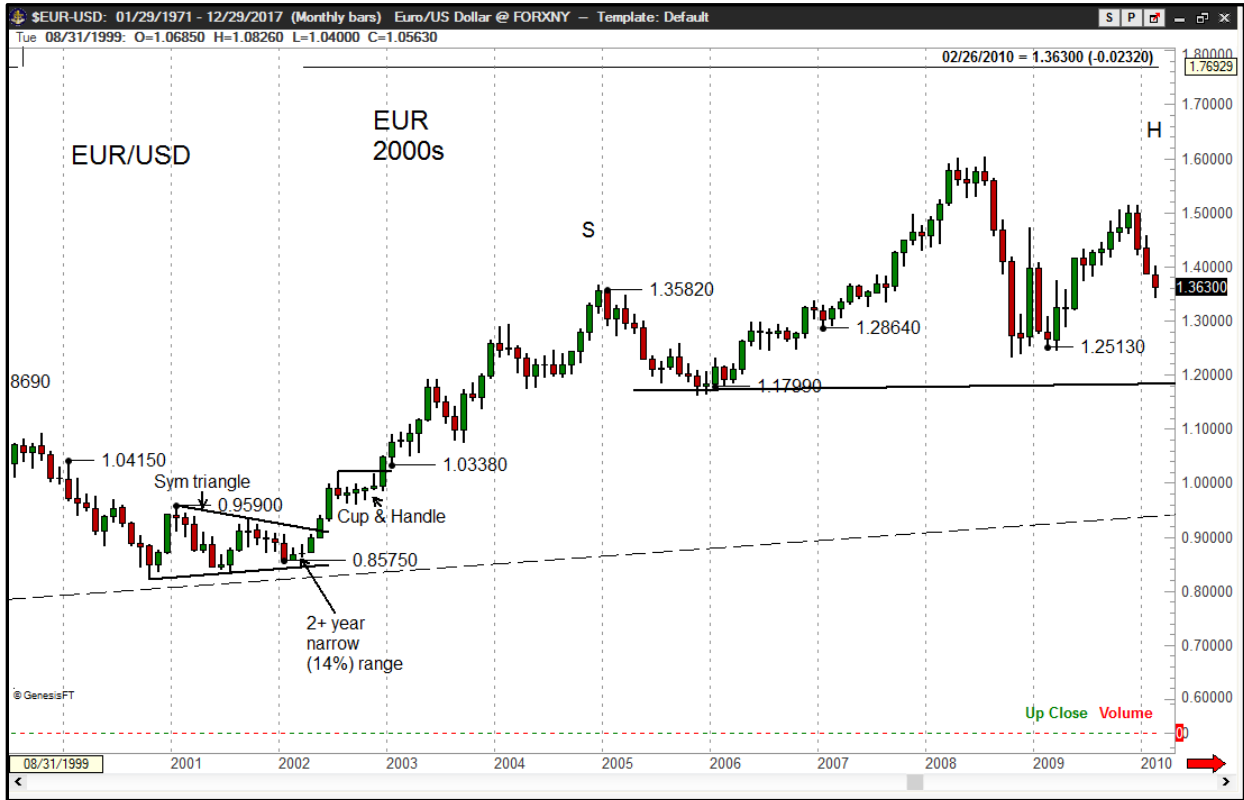 $EUR-USD: 01/29/1971 - 12/29/2017 (Monthly bars) Euro/US Dollar @ FORXNY — Template: Default
S P
Tue 08/31/1999: O=1.06850 H=1.08260 L=1.04000 C=1.05630
02/26/2010 = 1.36300 (-0.02320)
1.80000
1.76929
EUR
2000s
EUR/USD
1.70000
H
1.60000
S
1.50000
1.40000
1.35820
1.36300
1.28640
1.30000
1.25130
8690
1.17990
1.20000
1.10000
1.04150
1.03380
1.00000
Sym triangle
0.95900
Cup & Handle
0.90000
0.85750
0.80000
2+ year
narrow
(14%) range
0.70000
© GenesisFT
0.60000
Up Close Volume
00
08/31/1999 2001 2002 2003 2004 2005 2006 2007 2008 2009 2010